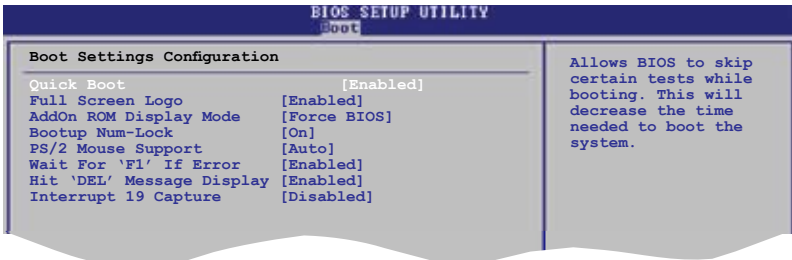 BIOS SETUP UTILITY
Boot
Boot Settings Configuration
Quick Boot [Enabled]
Full Screen Logo [Enabled]
AddOn ROM Display Mode [Force BIOS]
Bootup Num-Lock [On]
PS/2 Mouse Support [Auto]
Wait For ‘F1’ If Error [Enabled]
Hit ‘DEL’ Message Display [Enabled]
Interrupt 19 Capture [Disabled]
Allows BIOS to skip
certain tests while
booting. This will
decrease the time
needed to boot the
system.